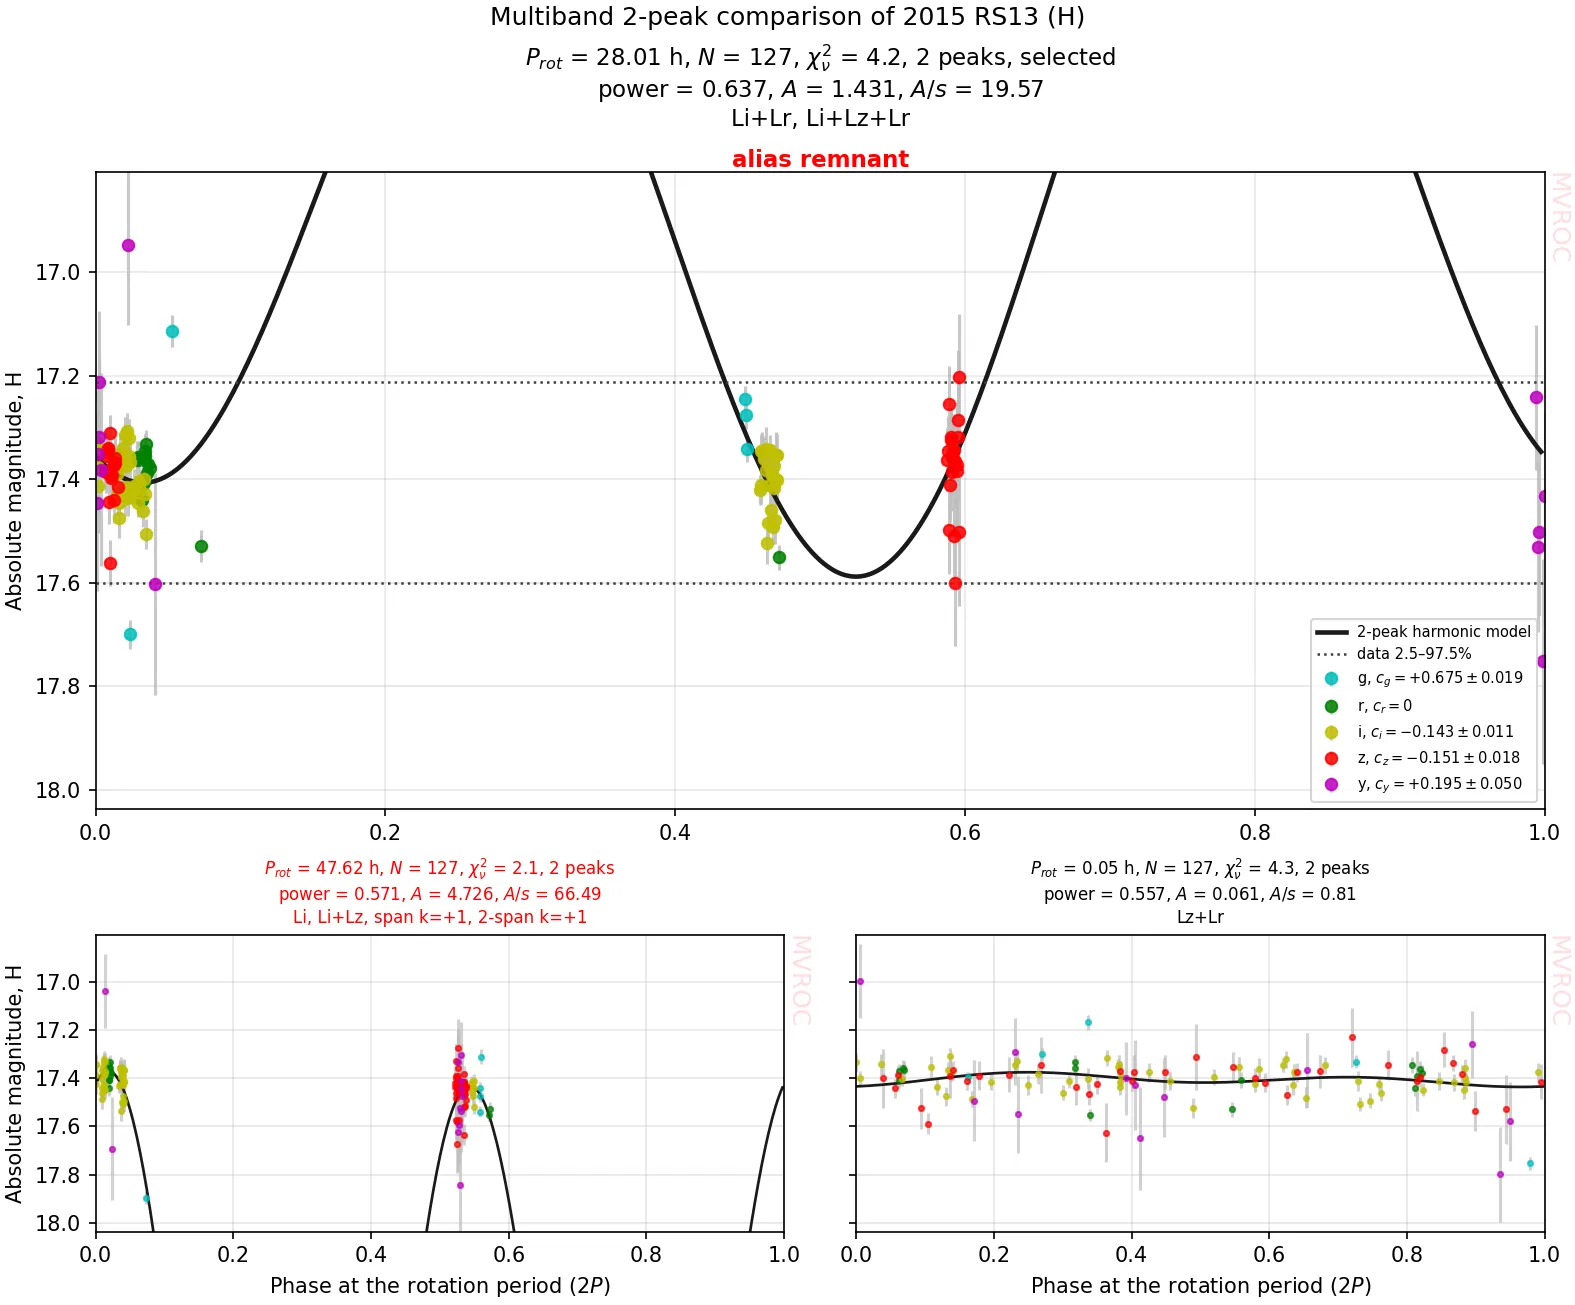 Multiband 2-peak comparison of 2015 RS13 (H)
P_rot = 28.01 h, N = 127, χ²_ν = 4.2, 2 peaks, selected
power = 0.637, A = 1.431, A/s = 19.57
Li+Lr, Li+Lz+Lr
alias remnant
MVROC
Absolute magnitude, H
17.0
17.2
17.4
17.6
17.8
18.0
0.0 0.2 0.4 0.6 0.8 1.0
2-peak harmonic model
data 2.5–97.5%
g, c_g = +0.675 ± 0.019
r, c_r = 0
i, c_i = −0.143 ± 0.011
z, c_z = −0.151 ± 0.018
y, c_y = +0.195 ± 0.050
P_rot = 47.62 h, N = 127, χ²_ν = 2.1, 2 peaks
power = 0.571, A = 4.726, A/s = 66.49
Li, Li+Lz, span k=+1, 2-span k=+1
MVROC
Absolute magnitude, H
17.0
17.2
17.4
17.6
17.8
18.0
0.0 0.2 0.4 0.6 0.8 1.0
Phase at the rotation period (2P)
P_rot = 0.05 h, N = 127, χ²_ν = 4.3, 2 peaks
power = 0.557, A = 0.061, A/s = 0.81
Lz+Lr
MVROC
0.0 0.2 0.4 0.6 0.8 1.0
Phase at the rotation period (2P)